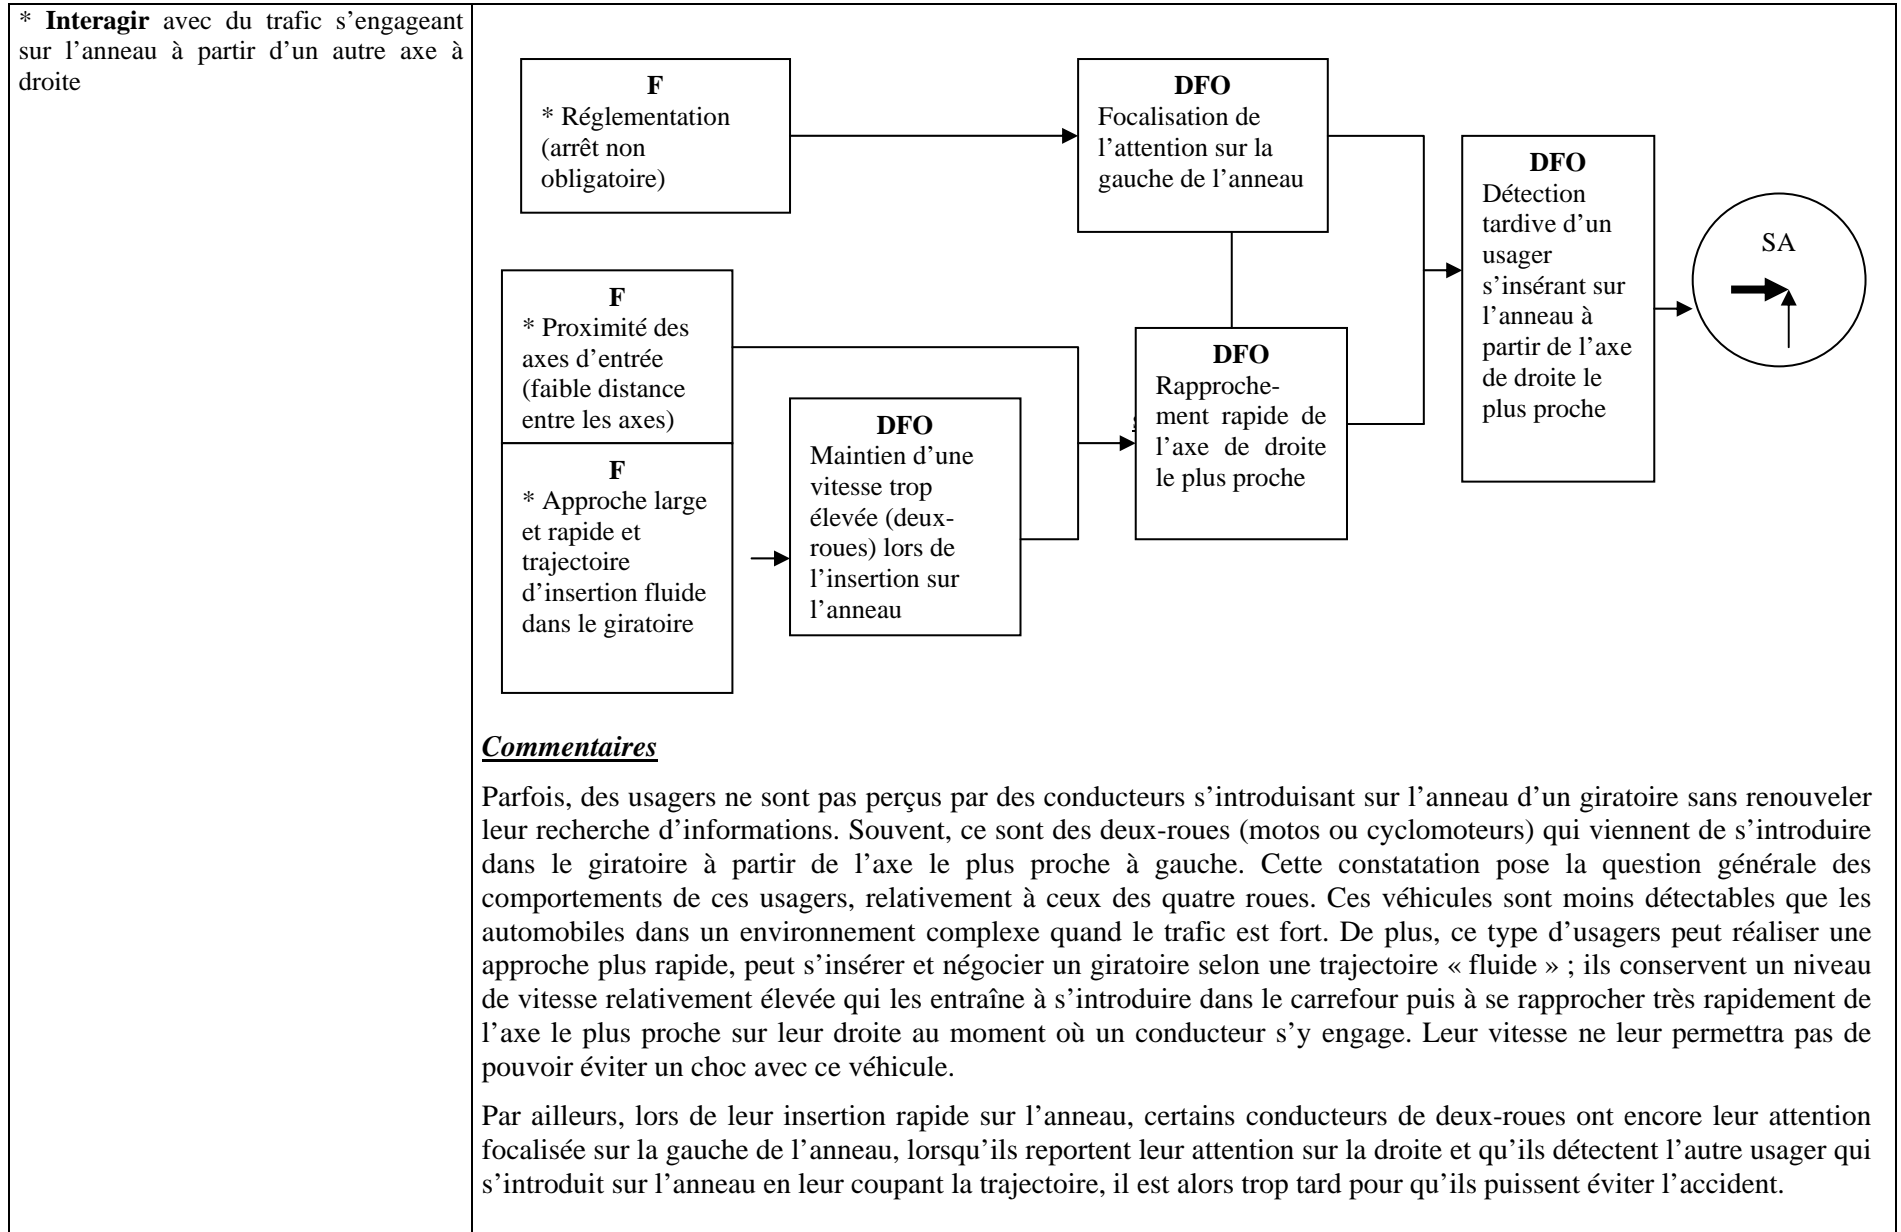 * Interagir avec du trafic s’engageant
sur l’anneau à partir d’un autre axe à
droite
F
* Réglementation
(arrêt non
obligatoire)
DFO
Focalisation de
l’attention sur la
gauche de l’anneau
DFO
Détection
tardive d’un
usager
s’insérant sur
l’anneau à
partir de l’axe
de droite le
plus proche
SA
F
* Proximité des
axes d’entrée
(faible distance
entre les axes)
F
* Approche large
et rapide et
trajectoire
d’insertion fluide
dans le giratoire
DFO
Maintien d’une
vitesse trop
élevée (deux-
roues) lors de
l’insertion sur
l’anneau
DFO
Rapproche-
ment rapide de
l’axe de droite
le plus proche
Commentaires
Parfois, des usagers ne sont pas perçus par des conducteurs s’introduisant sur l’anneau d’un giratoire sans renouveler
leur recherche d’informations. Souvent, ce sont des deux-roues (motos ou cyclomoteurs) qui viennent de s’introduire
dans le giratoire à partir de l’axe le plus proche à gauche. Cette constatation pose la question générale des
comportements de ces usagers, relativement à ceux des quatre roues. Ces véhicules sont moins détectables que les
automobiles dans un environnement complexe quand le trafic est fort. De plus, ce type d’usagers peut réaliser une
approche plus rapide, peut s’insérer et négocier un giratoire selon une trajectoire « fluide » ; ils conservent un niveau
de vitesse relativement élevée qui les entraîne à s’introduire dans le carrefour puis à se rapprocher très rapidement de
l’axe le plus proche sur leur droite au moment où un conducteur s’y engage. Leur vitesse ne leur permettra pas de
pouvoir éviter un choc avec ce véhicule.
Par ailleurs, lors de leur insertion rapide sur l’anneau, certains conducteurs de deux-roues ont encore leur attention
focalisée sur la gauche de l’anneau, lorsqu’ils reportent leur attention sur la droite et qu’ils détectent l’autre usager qui
s’introduit sur l’anneau en leur coupant la trajectoire, il est alors trop tard pour qu’ils puissent éviter l’accident.